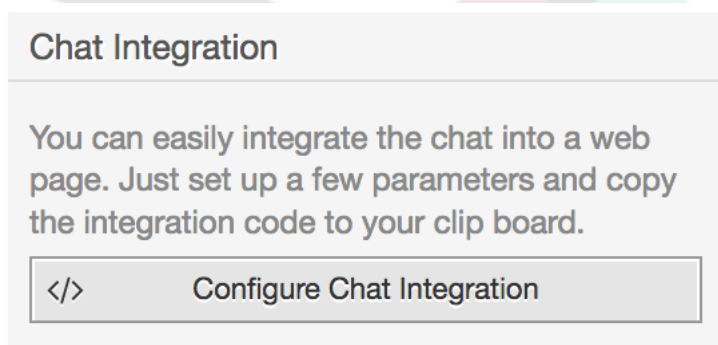 Chat Integration
You can easily integrate the chat into a web
page. Just set up a few parameters and copy
the integration code to your clip board.
</> Configure Chat Integration